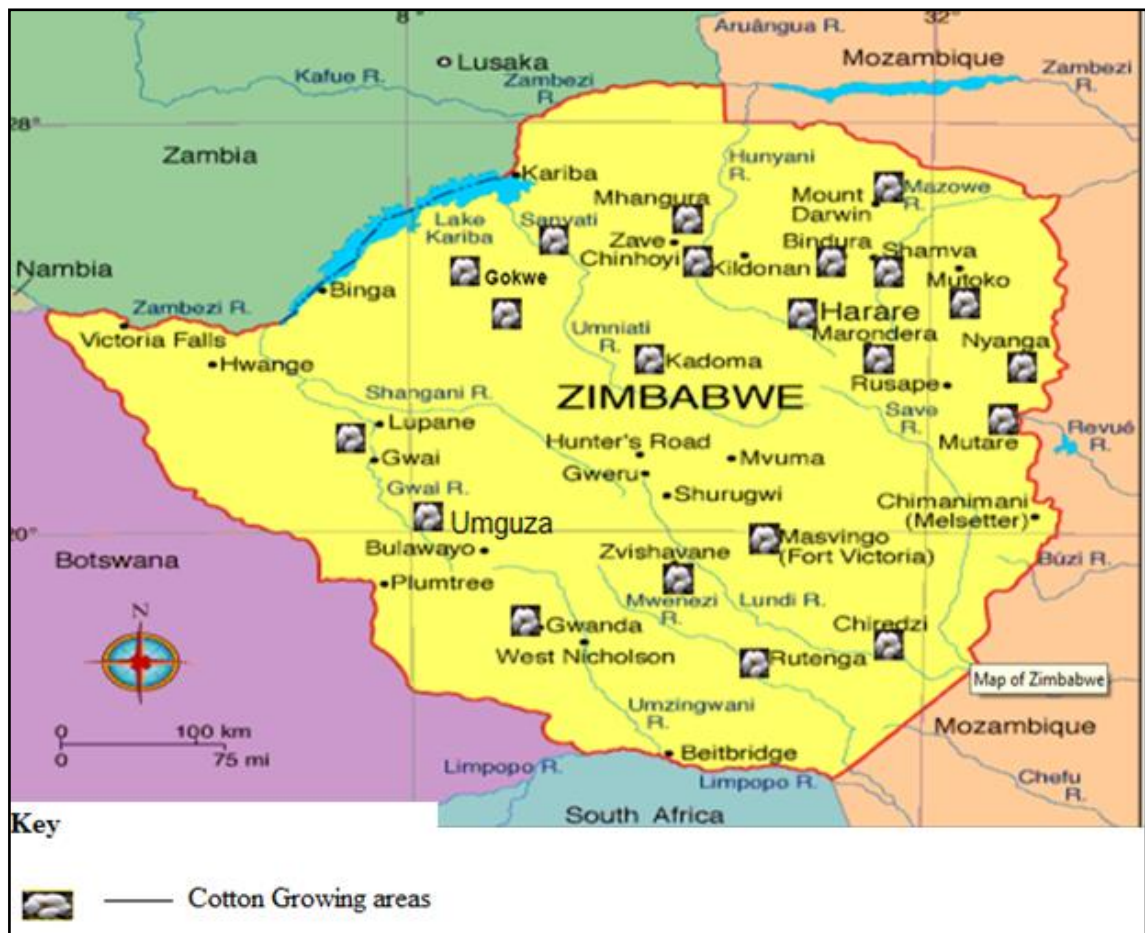 8°
32°
Aruângua R.
Lusaka
Mozambique
Kafue R.
Zambezi
R.
Zambezi
R.
28°
Zambia
Hunyani
R.
Kariba
Mhangura
Mount
Darwin
Mazowe
R.
Lake
Kariba
Sanyati
Zave
Chinhoyi
Kildonan
Bindura
Shamva
Nambia
Gokwe
Mutoko
Binga
Zambezi R.
Victoria Falls
Umniati
R.
Harare
Marondera
Nyanga
Hwange
Kadoma
Rusape
Shangani R.
ZIMBABWE
Save
R.
Lupane
Mutare
Revué
R.
Hunter's Road
Gwai
Mvuma
Gweru
Gwai R.
Shurugwi
Chimanimani
(Melsetter)
Umguza
20°
Masvingo
(Fort Victoria)
Botswana
Bulawayo
Zvishavane
Búzi R.
Plumtree
Mwenezi
R.
Lundi R.
N
Gwanda
Chiredzi
West Nicholson
Rutenga
Map of Zimbabwe
Umzingwani
R.
Mozambique
0 100 km
0 75 mi
Beitbridge
Limpopo R.
Limpopo R.
Chefu
R.
South Africa
Key
Cotton Growing areas